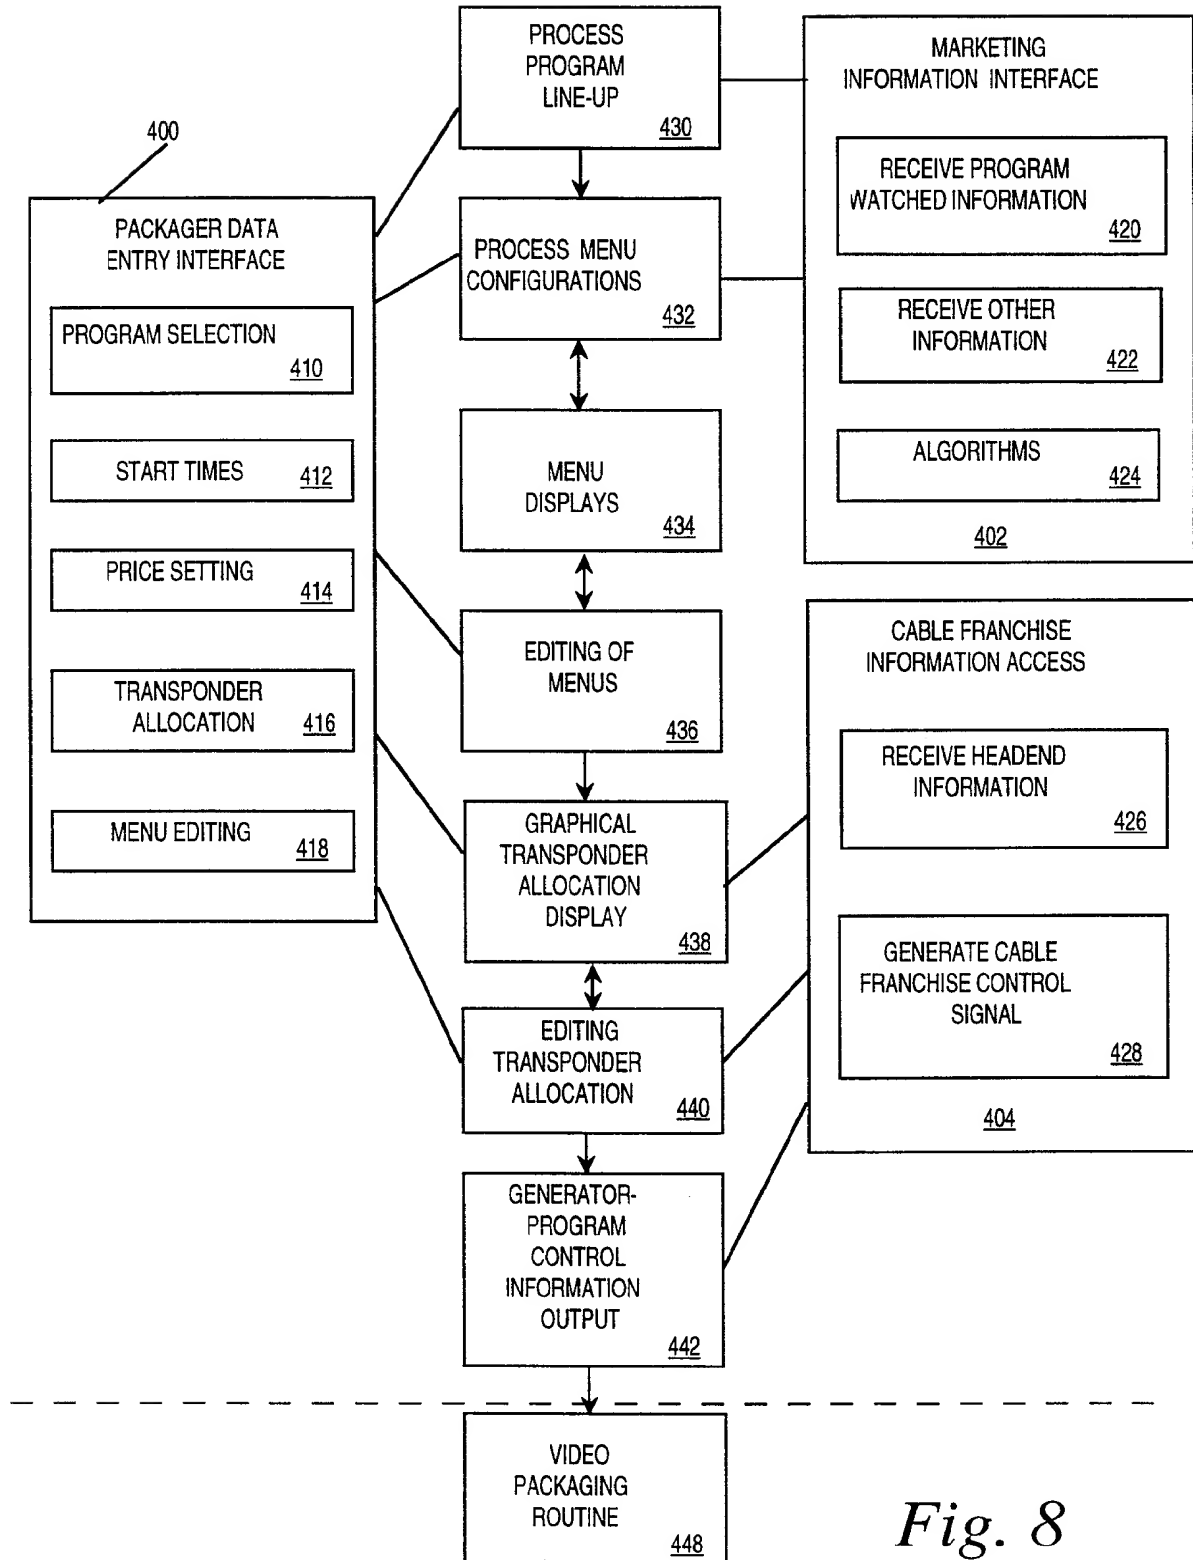 400
PACKAGER DATA
ENTRY INTERFACE
PROGRAM SELECTION
410
START TIMES
412
PRICE SETTING
414
TRANSPONDER
ALLOCATION
416
MENU EDITING
418
PROCESS
PROGRAM
LINE-UP
430
PROCESS MENU
CONFIGURATIONS
432
MENU
DISPLAYS
434
EDITING OF
MENUS
436
GRAPHICAL
TRANSPONDER
ALLOCATION
DISPLAY
438
EDITING
TRANSPONDER
ALLOCATION
440
GENERATOR-
PROGRAM
CONTROL
INFORMATION
OUTPUT
442
VIDEO
PACKAGING
ROUTINE
448
MARKETING
INFORMATION INTERFACE
RECEIVE PROGRAM
WATCHED INFORMATION
420
RECEIVE OTHER
INFORMATION
422
ALGORITHMS
424
402
CABLE FRANCHISE
INFORMATION ACCESS
RECEIVE HEADEND
INFORMATION
426
GENERATE CABLE
FRANCHISE CONTROL
SIGNAL
428
404
Fig. 8